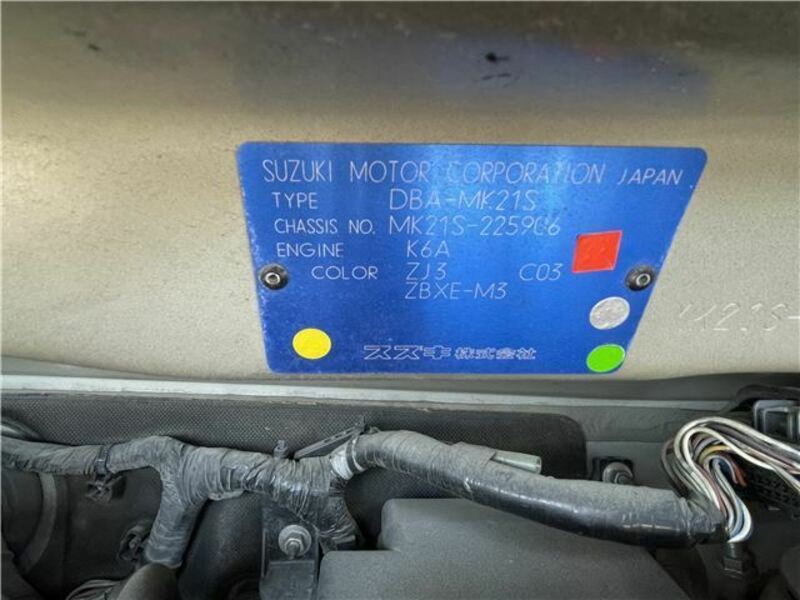 SUZUKI MOTOR CORPORATION JAPAN
TYPE DBA-MK21S
CHASSIS NO. MK21S-225906
ENGINE K6A
COLOR ZJ3 C03
ZBXE-M3
スズキ株式会社